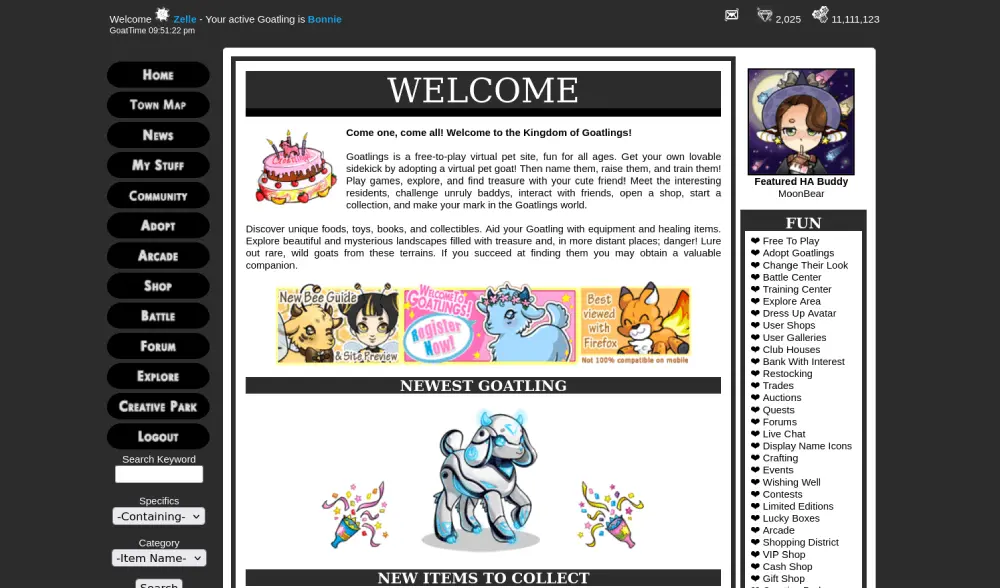 Welcome Zelle - Your active Goatling is Bonnie
GoatTime 09:51:22 pm
2,025
11,111,123
Home
Town Map
News
My Stuff
Community
Adopt
Arcade
Shop
Battle
Forum
Explore
Creative Park
Logout
Search Keyword
Specifics
-Containing-
Category
-Item Name-
Search
WELCOME
Come one, come all! Welcome to the Kingdom of Goatlings!
Goatlings is a free-to-play virtual pet site, fun for all ages. Get your own lovable
sidekick by adopting a virtual pet goat! Then name them, raise them, and train them!
Play games, explore, and find treasure with your cute friend! Meet the interesting
residents, challenge unruly baddys, interact with friends, open a shop, start a
collection, and make your mark in the Goatlings world.
Discover unique foods, toys, books, and collectibles. Aid your Goatling with equipment and healing items.
Explore beautiful and mysterious landscapes filled with treasure and, in more distant places; danger! Lure
out rare, wild goats from these terrains. If you succeed at finding them you may obtain a valuable
companion.
New Bee Guide
& Site Preview
Welcome to
GOATLINGS!
Register
Now!
Best
viewed
with
Firefox
Not 100% compatible on mobile
NEWEST GOATLING
NEW ITEMS TO COLLECT
Featured HA Buddy
MoonBear
FUN
❤ Free To Play
❤ Adopt Goatlings
❤ Change Their Look
❤ Battle Center
❤ Training Center
❤ Explore Area
❤ Dress Up Avatar
❤ User Shops
❤ User Galleries
❤ Club Houses
❤ Bank With Interest
❤ Restocking
❤ Trades
❤ Auctions
❤ Quests
❤ Forums
❤ Live Chat
❤ Display Name Icons
❤ Crafting
❤ Events
❤ Wishing Well
❤ Contests
❤ Limited Editions
❤ Lucky Boxes
❤ Arcade
❤ Shopping District
❤ VIP Shop
❤ Cash Shop
❤ Gift Shop